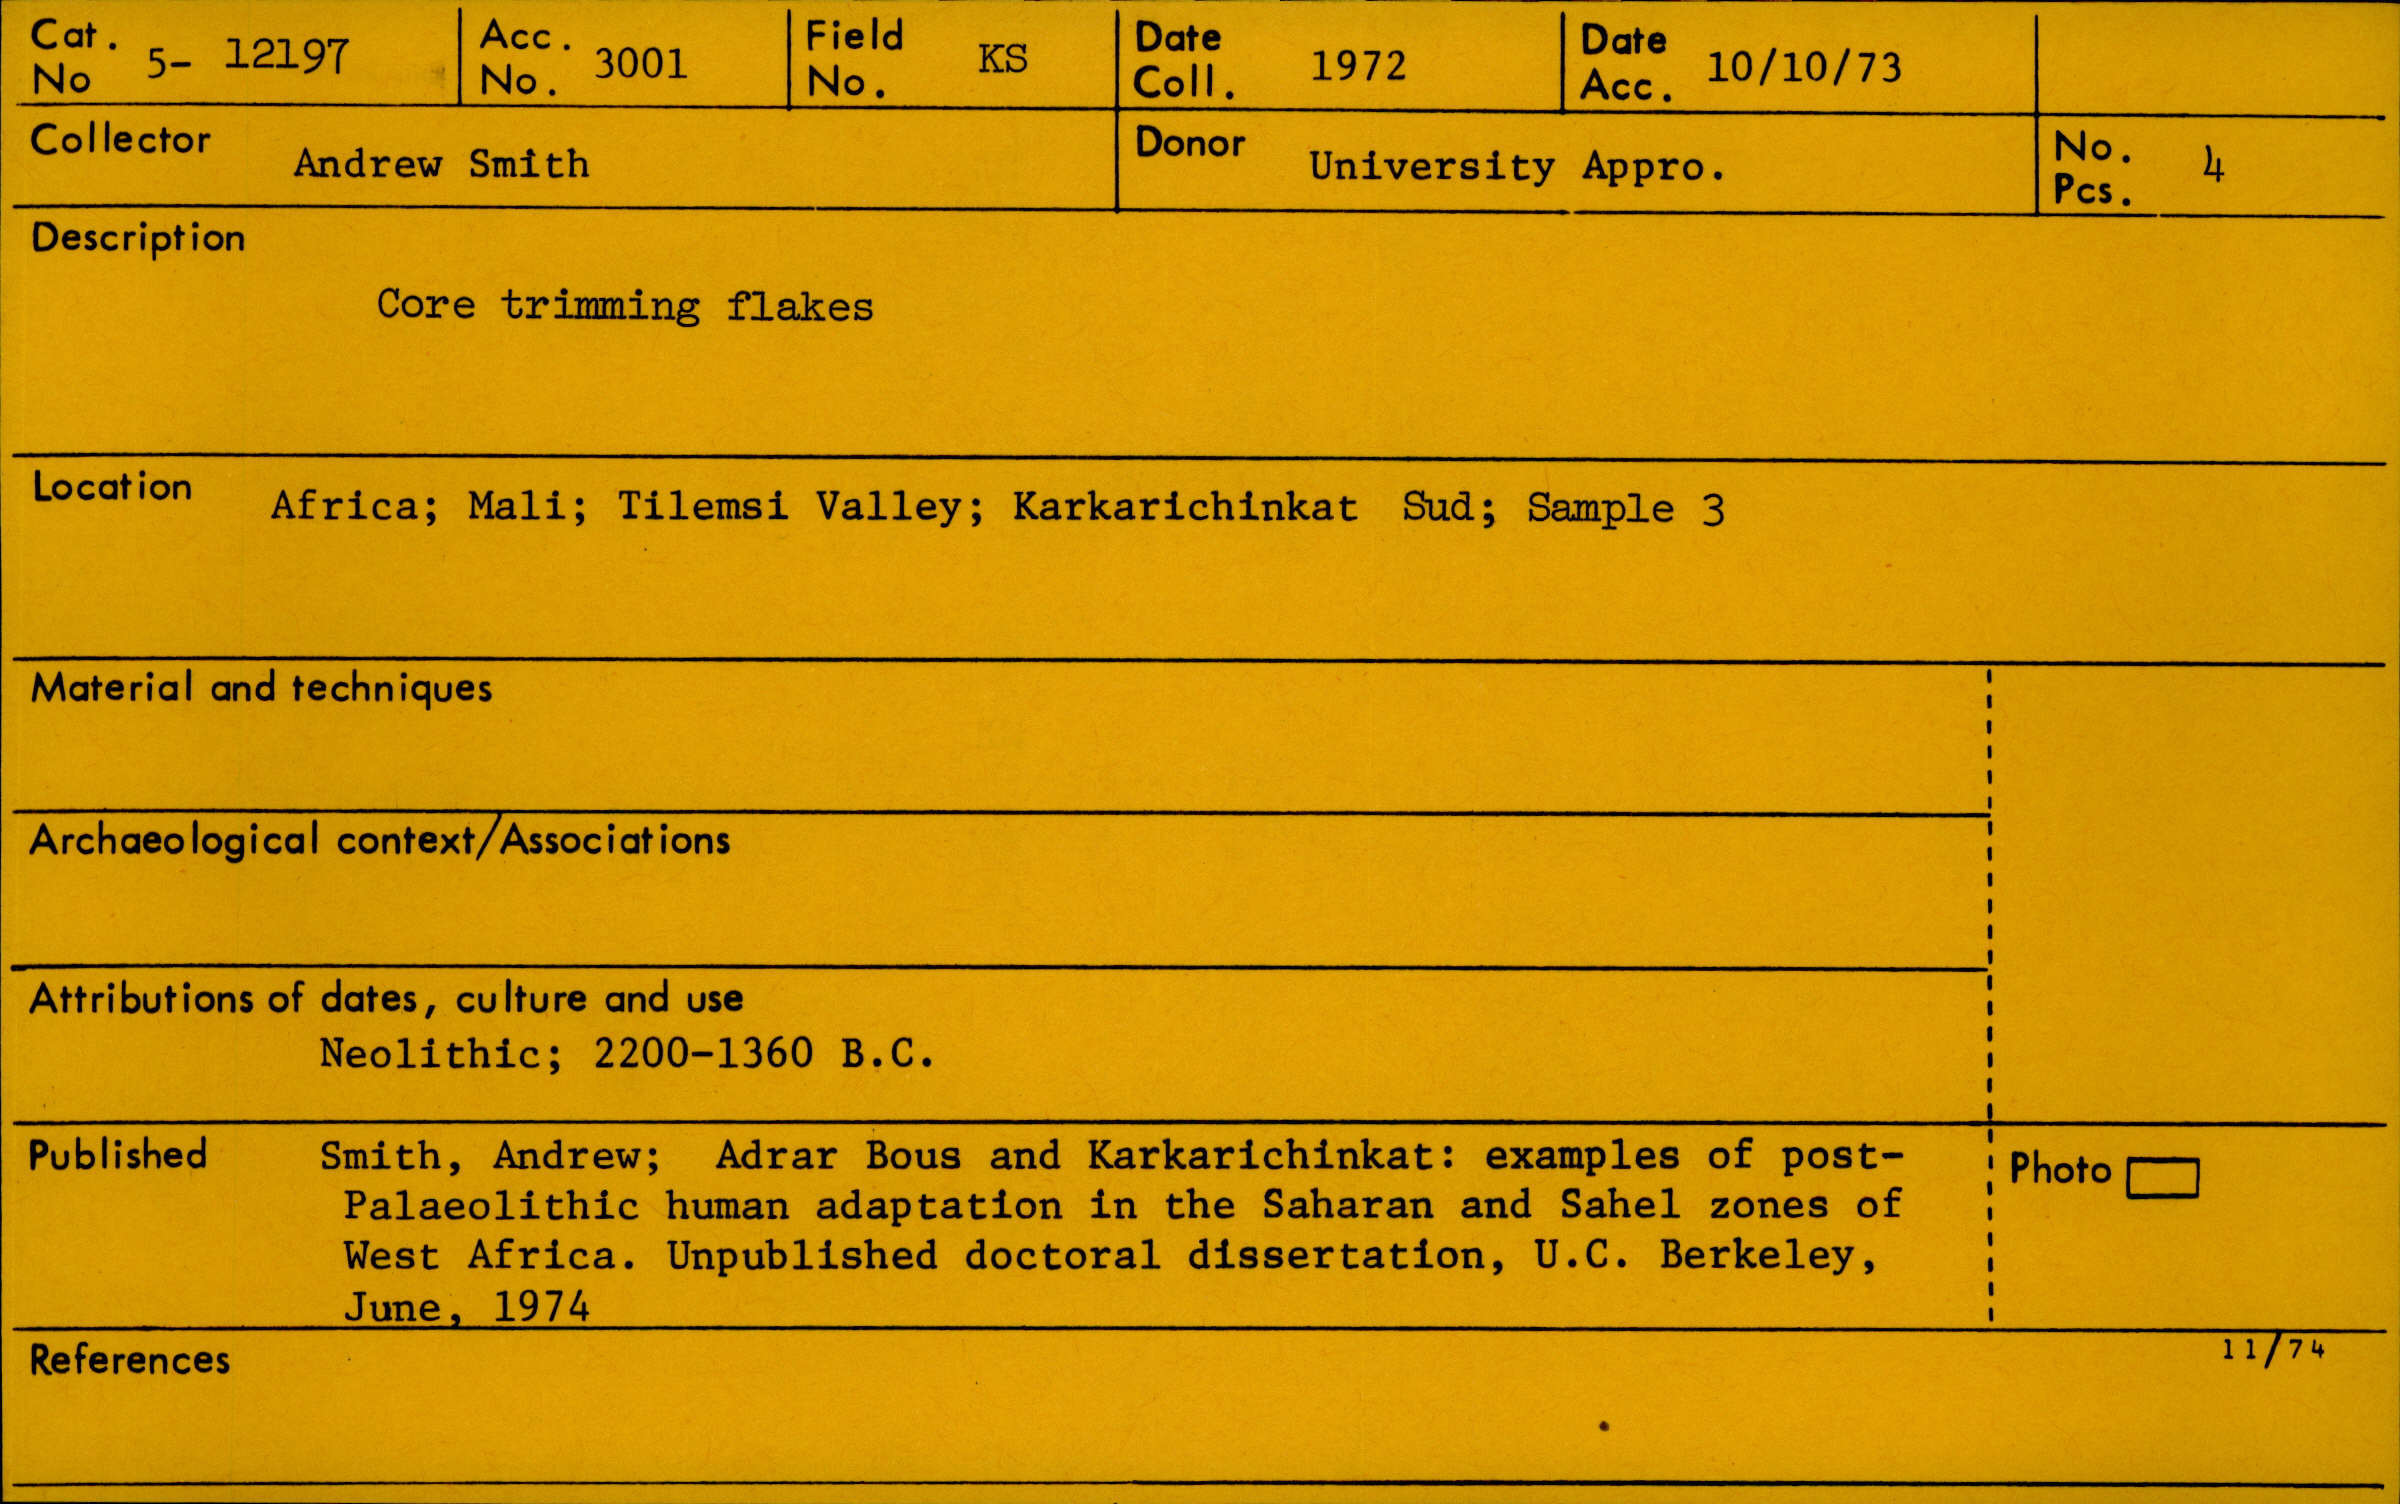 Cat. No 5- 12197 Acc. No. 3001 Field No. KS Date Coll. 1972 Date Acc. 10/10/73
Collector Andrew Smith Donor University Appro. No. Pcs. 4
Description
Core trimming flakes
Location Africa; Mali; Tilemsi Valley; Karkarichinkat Sud; Sample 3
Material and techniques
Archaeological context/Associations
Attributions of dates, culture and use
Neolithic; 2200-1360 B.C.
Published Smith, Andrew; Adrar Bous and Karkarichinkat: examples of post- Photo
Palaeolithic human adaptation in the Saharan and Sahel zones of
West Africa. Unpublished doctoral dissertation, U.C. Berkeley,
June, 1974
References 11/74